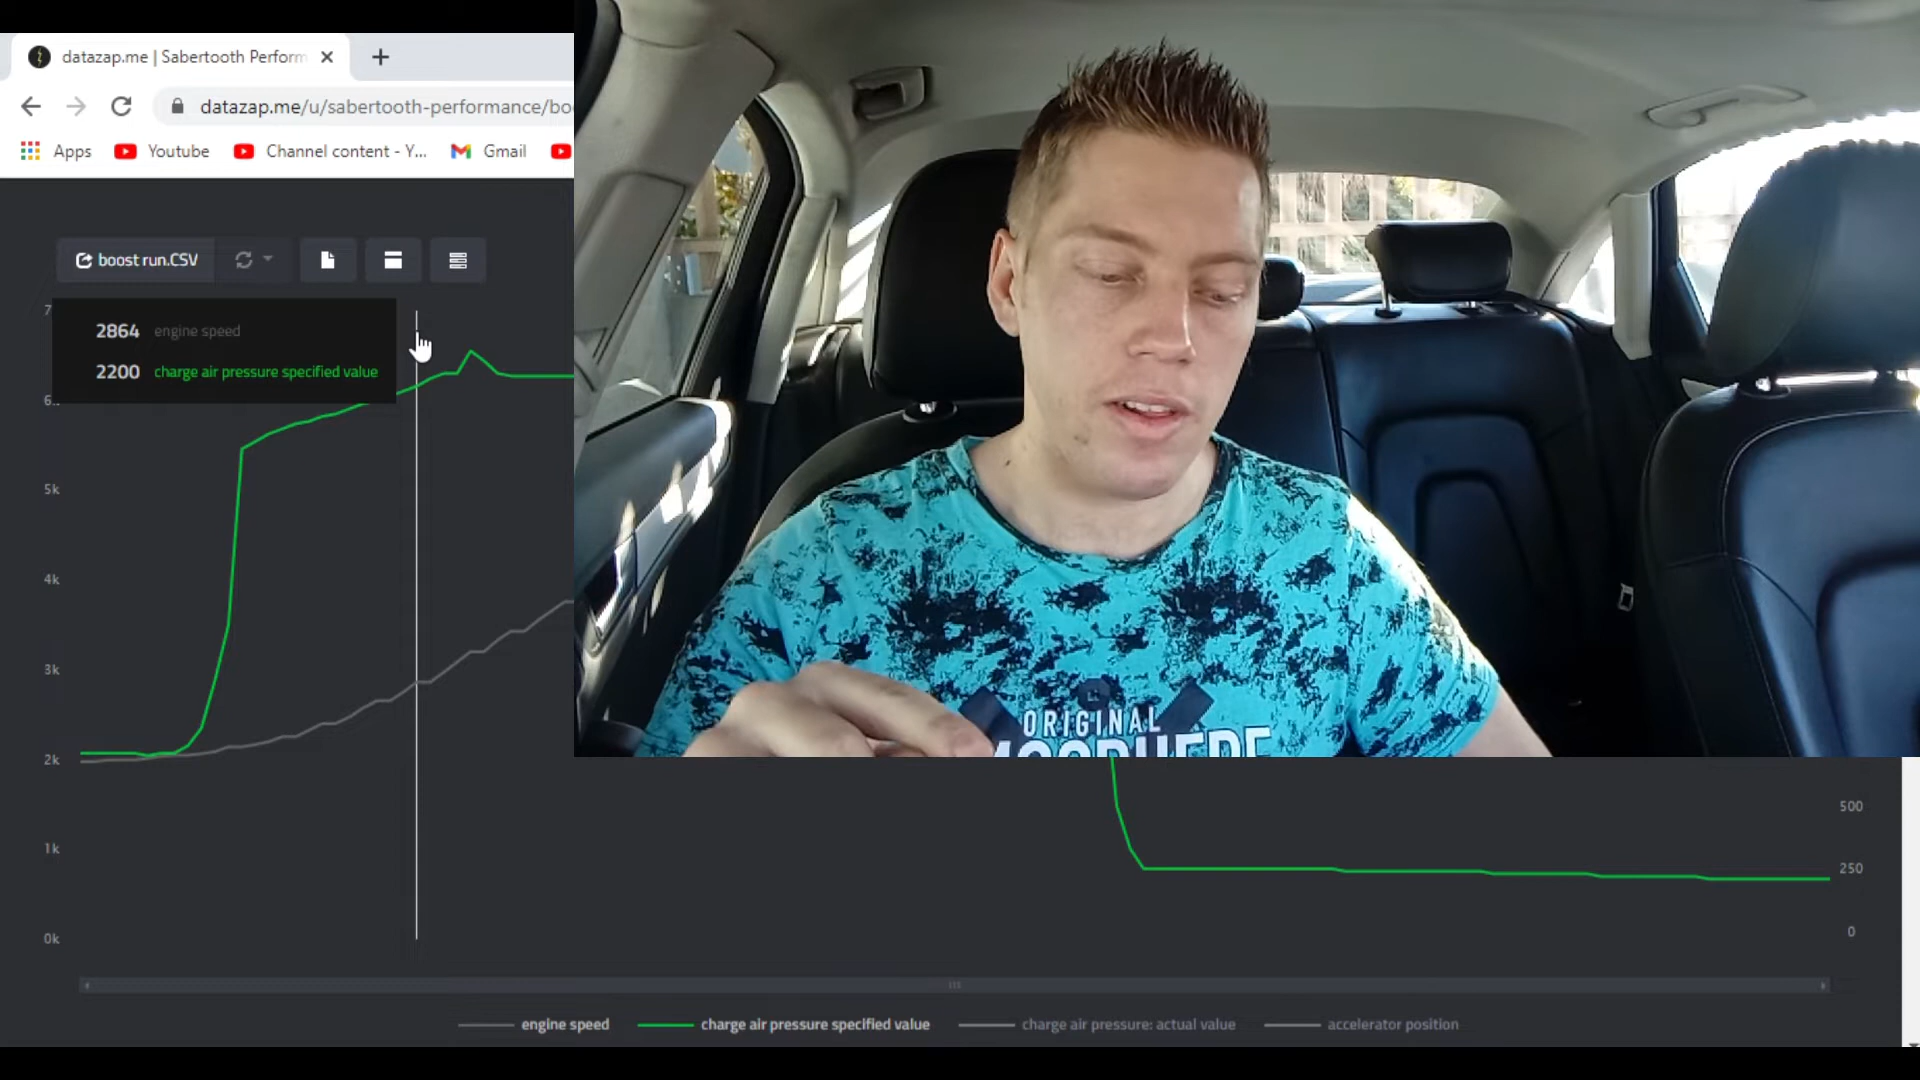 datazap.me | Sabertooth Perform
datazap.me/u/sabertooth-performance/bo
Apps
Youtube
Channel content - Y...
Gmail
boost run.CSV
7
2864 engine speed
2200 charge air pressure specified value
6..
5k
4k
3k
2k
1k
0k
500
250
0
ORIGINAL
engine speed
charge air pressure specified value
charge air pressure: actual value
accelerator position